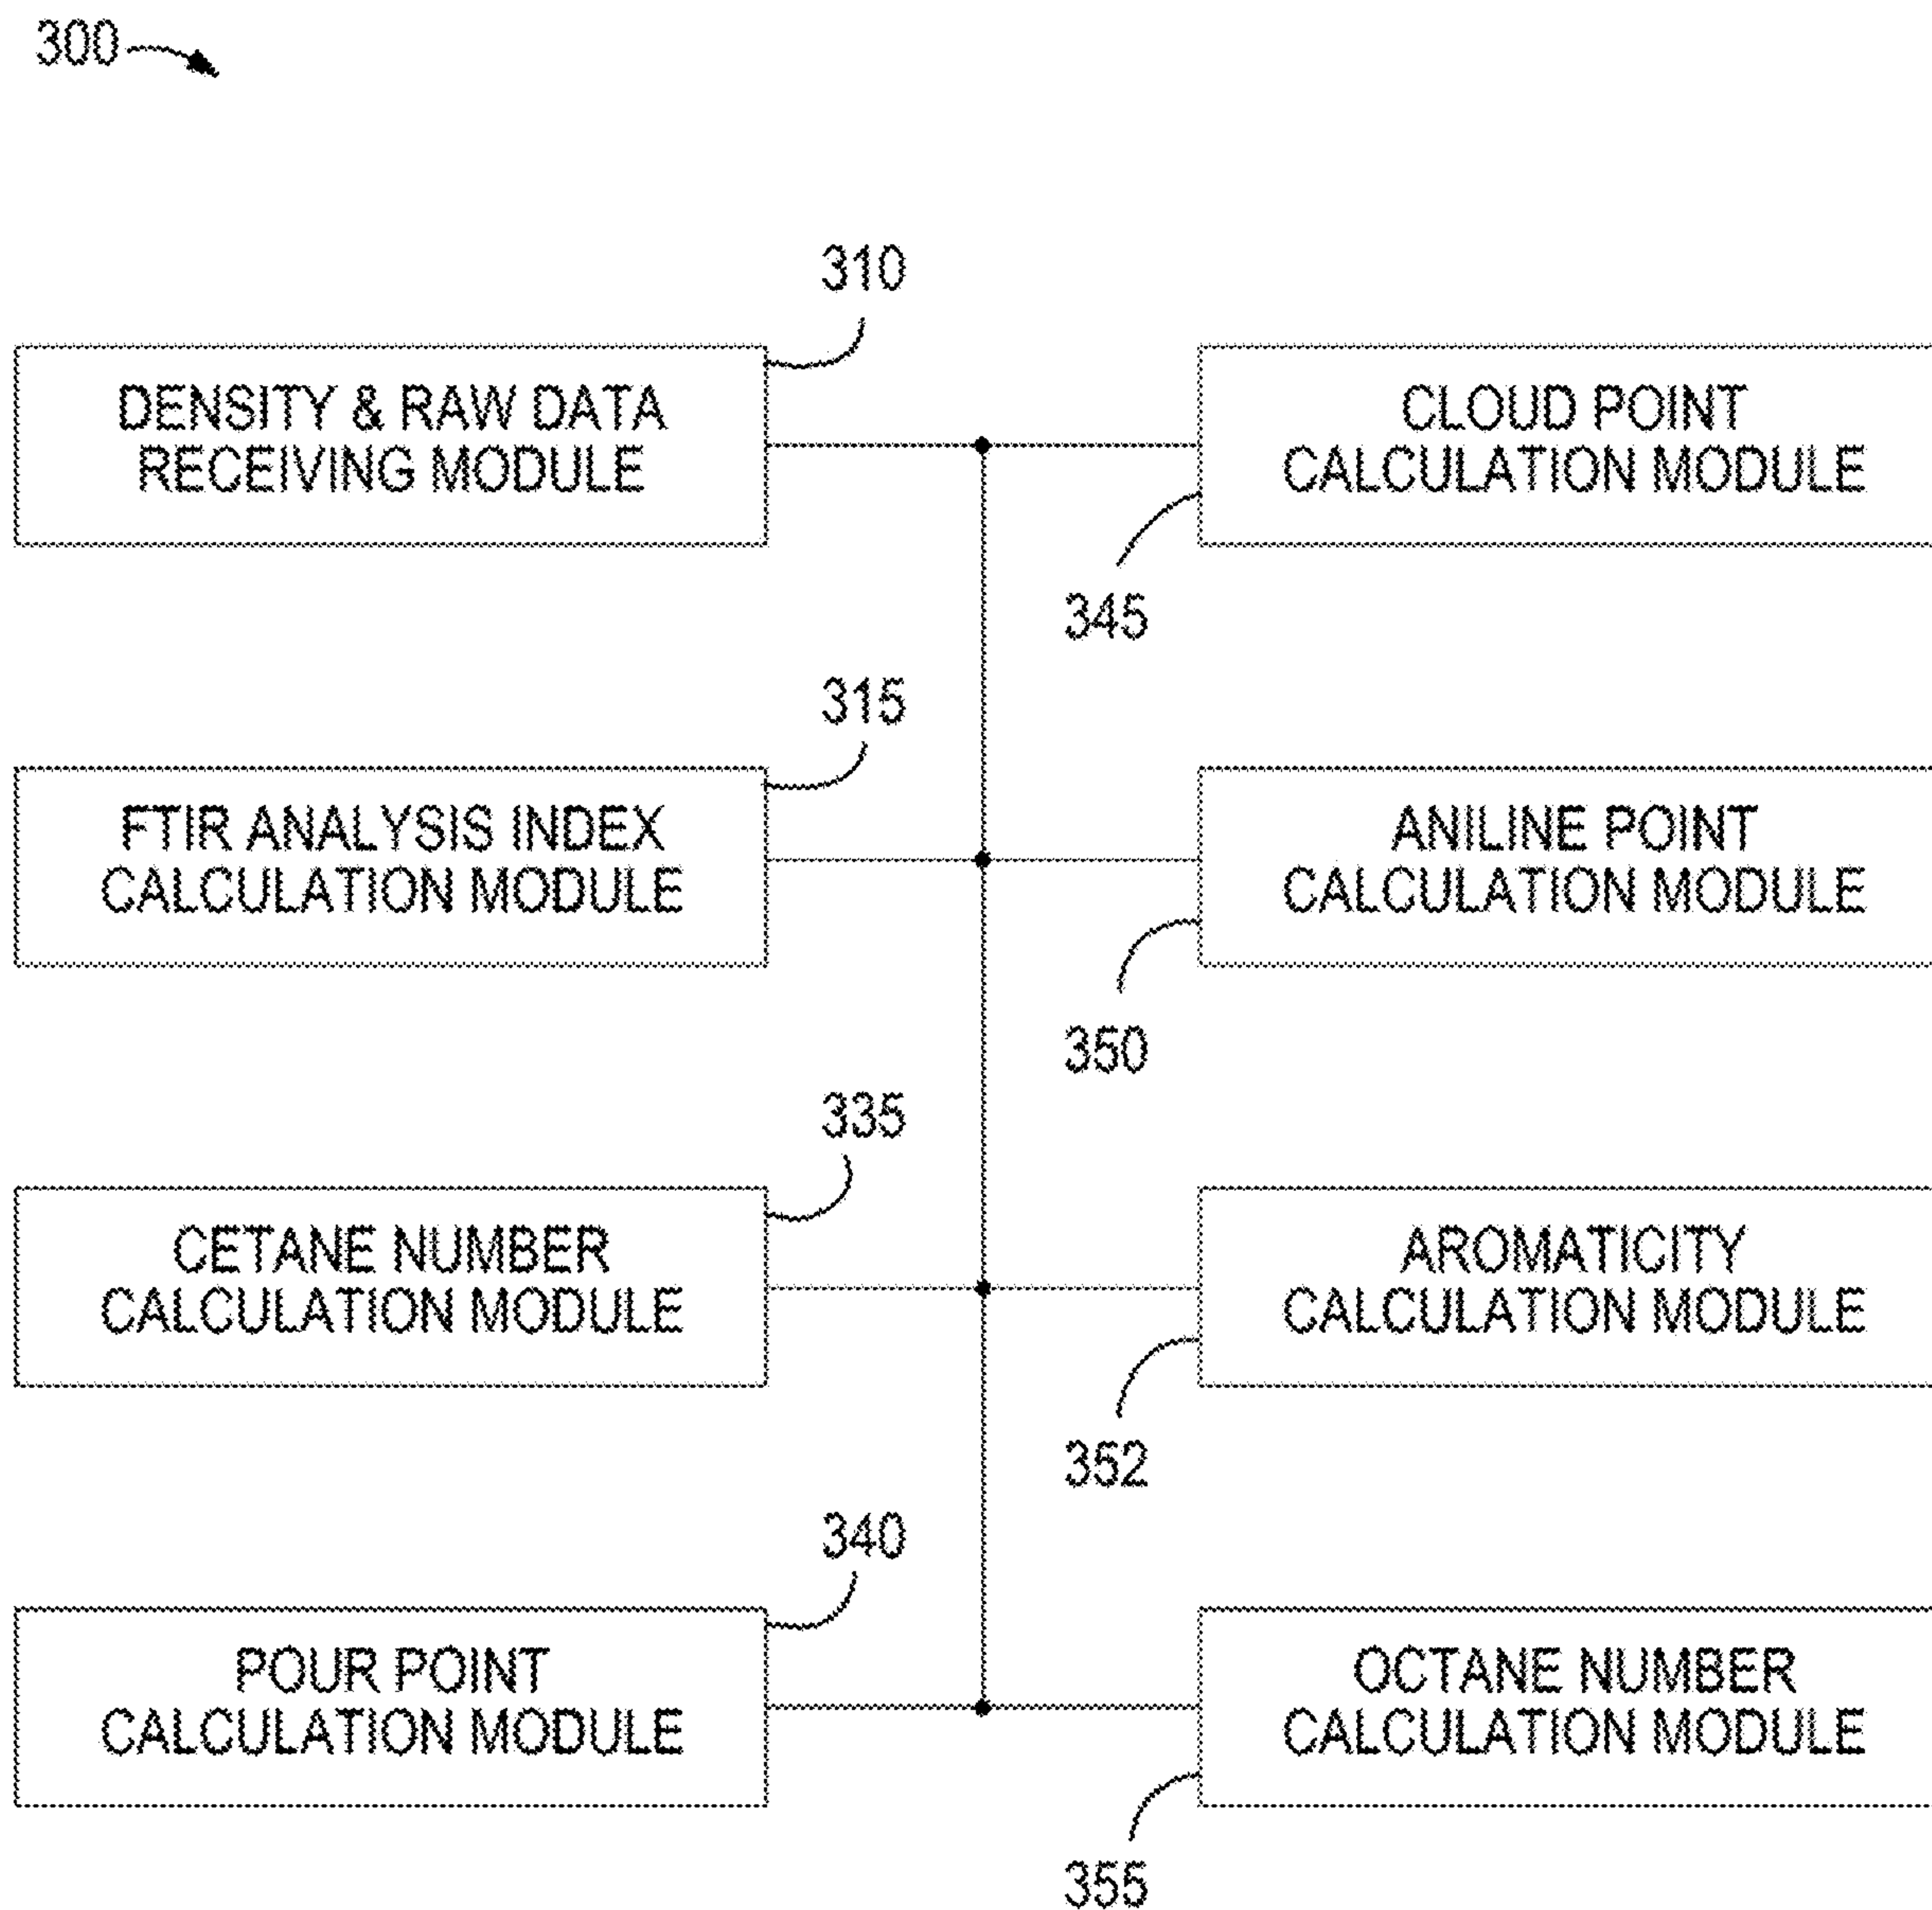 300
310
DENSITY & RAW DATA
RECEIVING MODULE
CLOUD POINT
CALCULATION MODULE
345
315
FTIR ANALYSIS INDEX
CALCULATION MODULE
ANILINE POINT
CALCULATION MODULE
350
335
CETANE NUMBER
CALCULATION MODULE
AROMATICITY
CALCULATION MODULE
352
340
POUR POINT
CALCULATION MODULE
OCTANE NUMBER
CALCULATION MODULE
355